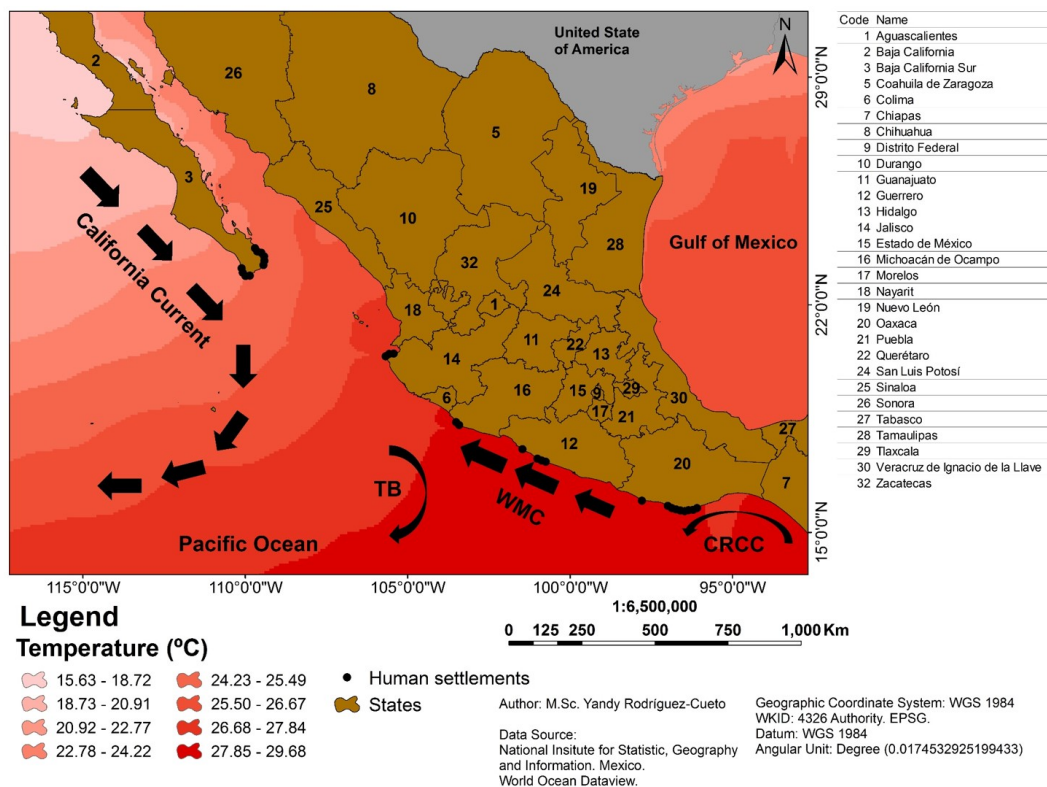 United State
of America
N
2
26
8
5
3
19
25
10
28
Gulf of Mexico
California Current
32
24
18
1
14
11
22
13
6
16
15
9
29
30
17
21
12
20
27
7
TB
WMC
CRCC
Pacific Ocean
29°0'0"N
22°0'0"N
15°0'0"N
115°0'0"W
110°0'0"W
105°0'0"W
100°0'0"W
95°0'0"W
Code Name
1 Aguascalientes
2 Baja California
3 Baja California Sur
5 Coahuila de Zaragoza
6 Colima
7 Chiapas
8 Chihuahua
9 Distrito Federal
10 Durango
11 Guanajuato
12 Guerrero
13 Hidalgo
14 Jalisco
15 Estado de México
16 Michoacán de Ocampo
17 Morelos
18 Nayarit
19 Nuevo León
20 Oaxaca
21 Puebla
22 Querétaro
24 San Luis Potosí
25 Sinaloa
26 Sonora
27 Tabasco
28 Tamaulipas
29 Tlaxcala
30 Veracruz de Ignacio de la Llave
32 Zacatecas
1:6,500,000
0 125 250 500 750 1,000 Km
Legend
Temperature (ºC)
15.63 - 18.72
18.73 - 20.91
20.92 - 22.77
22.78 - 24.22
24.23 - 25.49
25.50 - 26.67
26.68 - 27.84
27.85 - 29.68
Human settlements
States
Author: M.Sc. Yandy Rodríguez-Cueto
Data Source:
National Insitute for Statistic, Geography
and Information. Mexico.
World Ocean Dataview.
Geographic Coordinate System: WGS 1984
WKID: 4326 Authority. EPSG.
Datum: WGS 1984
Angular Unit: Degree (0.0174532925199433)